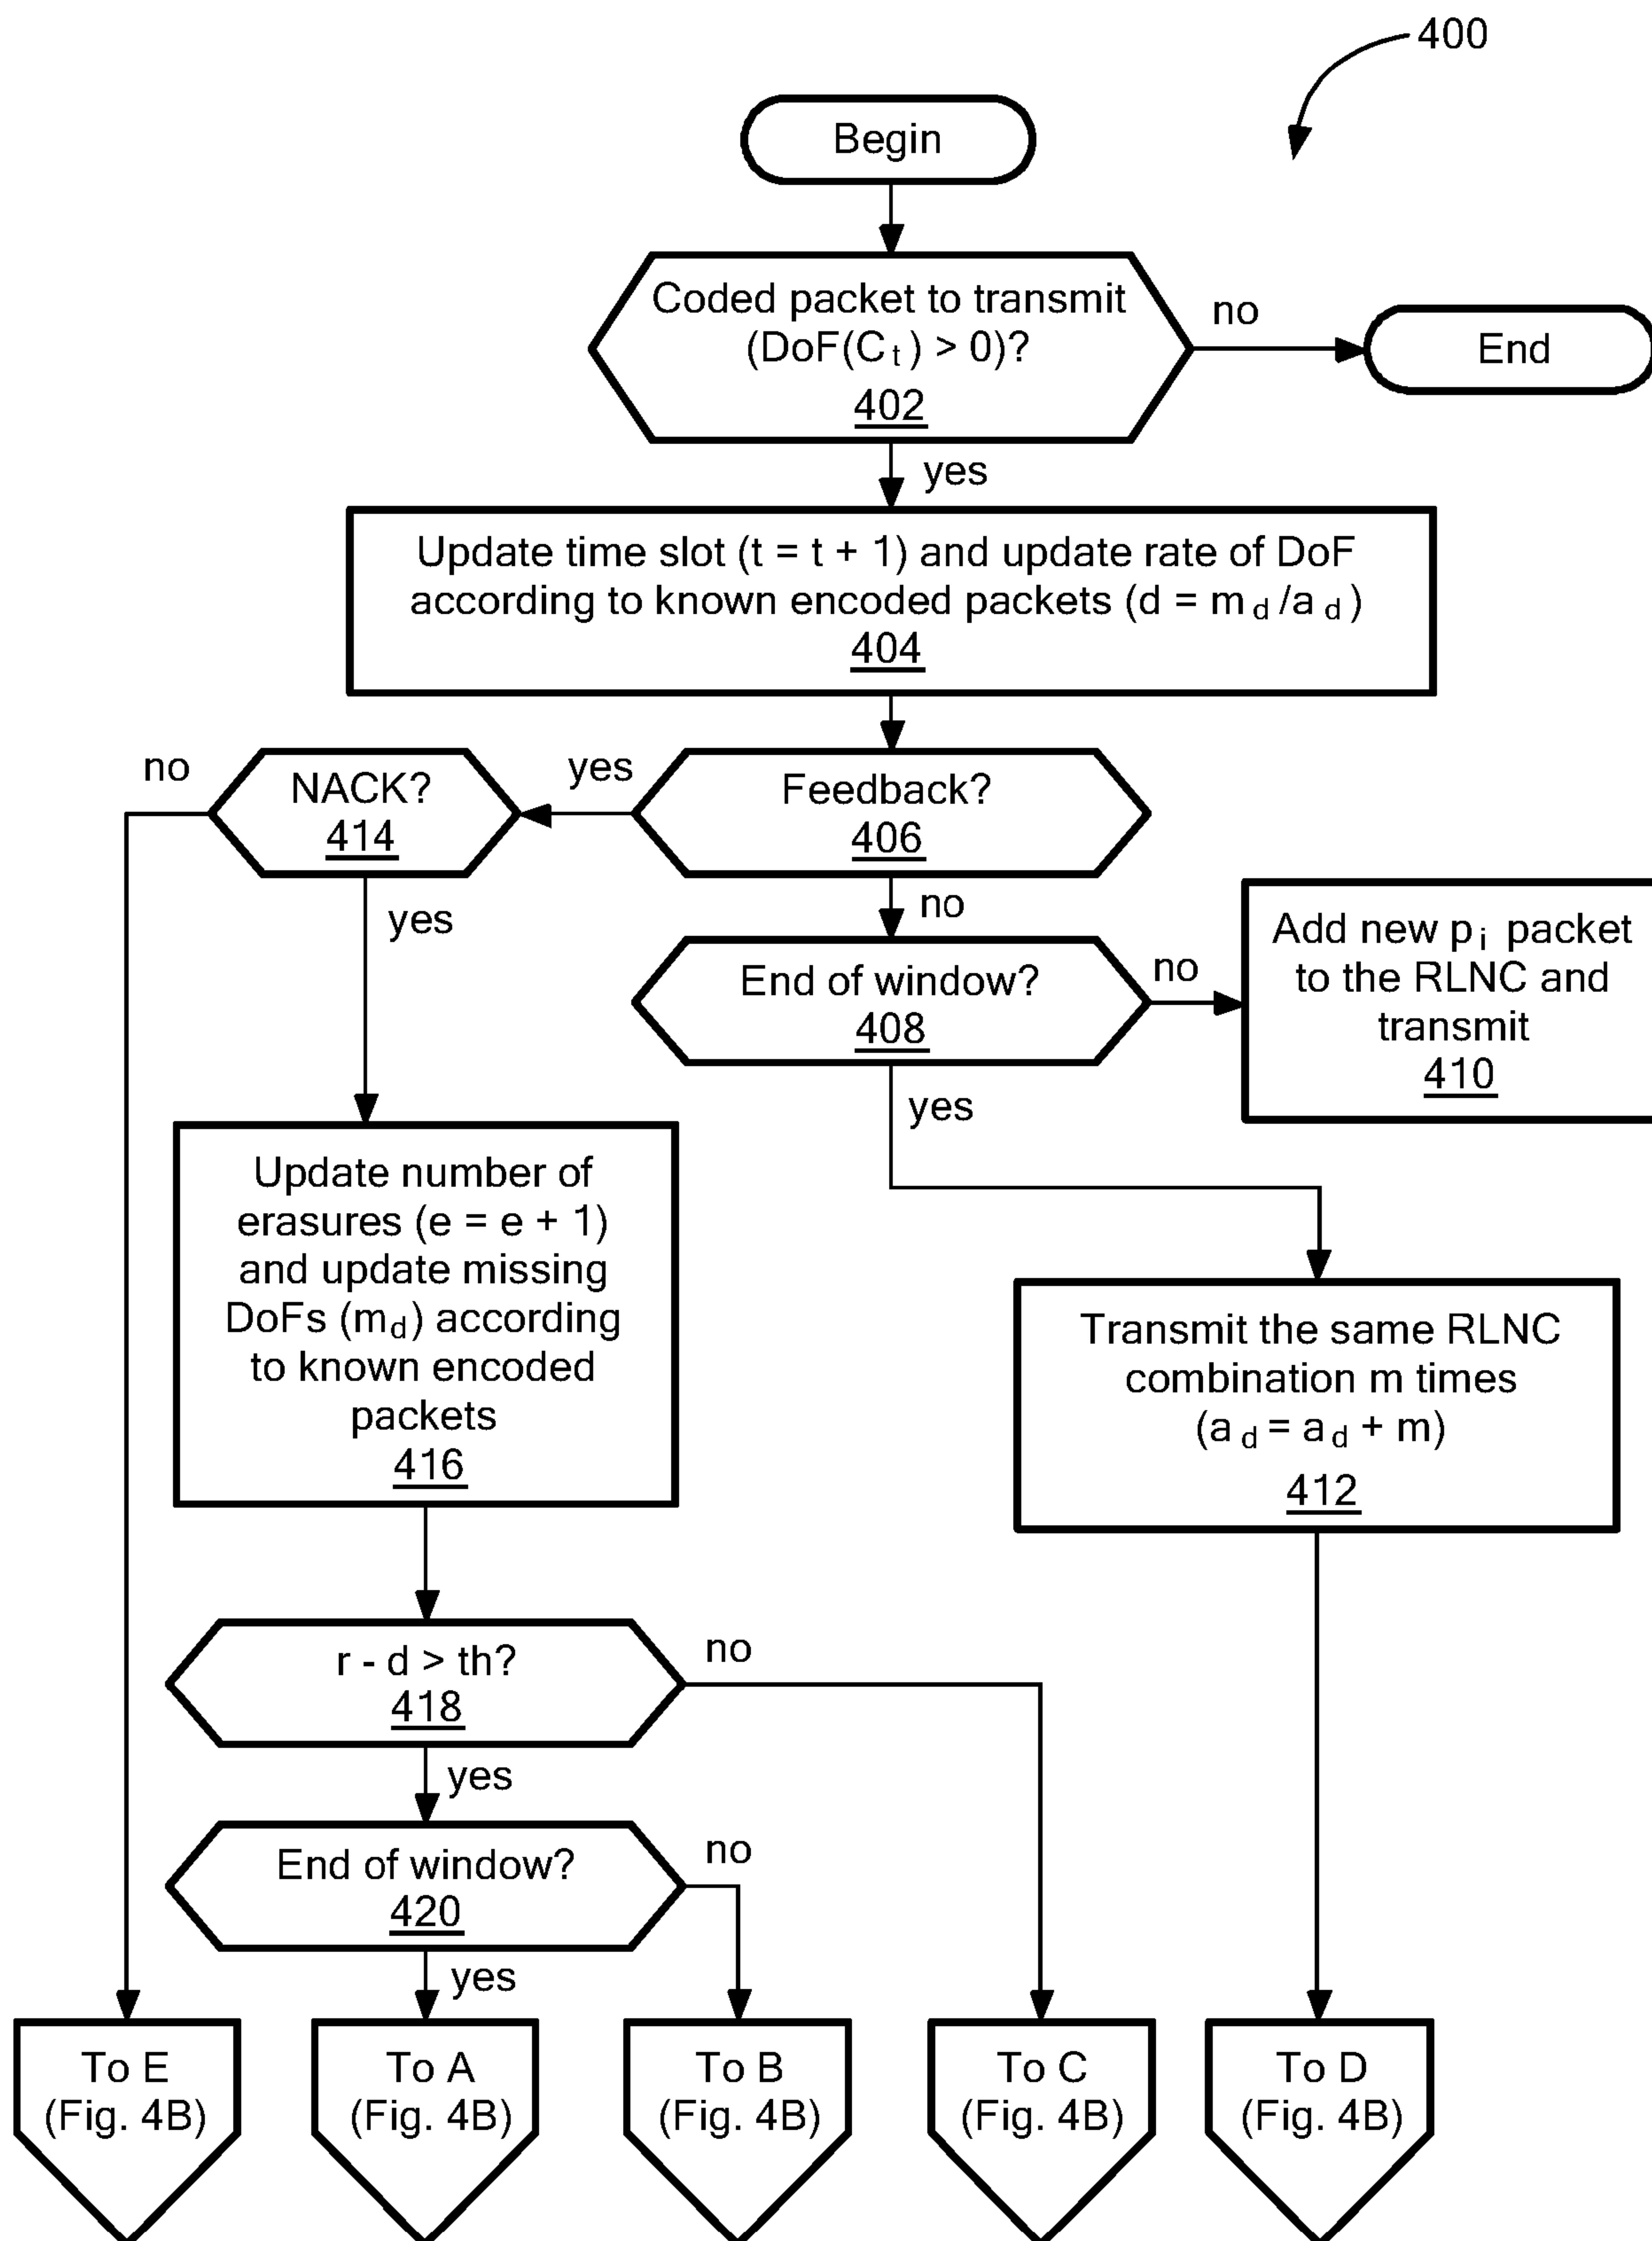 400
Begin
Coded packet to transmit
(DoF(C t ) > 0)?
402
no
End
yes
Update time slot (t = t + 1) and update rate of DoF
according to known encoded packets (d = m d /a d )
404
no
NACK?
414
yes
Feedback?
406
yes
no
End of window?
408
no
Add new p i packet
to the RLNC and
transmit
410
yes
Update number of
erasures (e = e + 1)
and update missing
DoFs (m d) according
to known encoded
packets
416
Transmit the same RLNC
combination m times
(a d = a d + m)
412
r - d > th?
418
no
yes
End of window?
420
no
yes
To E
(Fig. 4B)
To A
(Fig. 4B)
To B
(Fig. 4B)
To C
(Fig. 4B)
To D
(Fig. 4B)